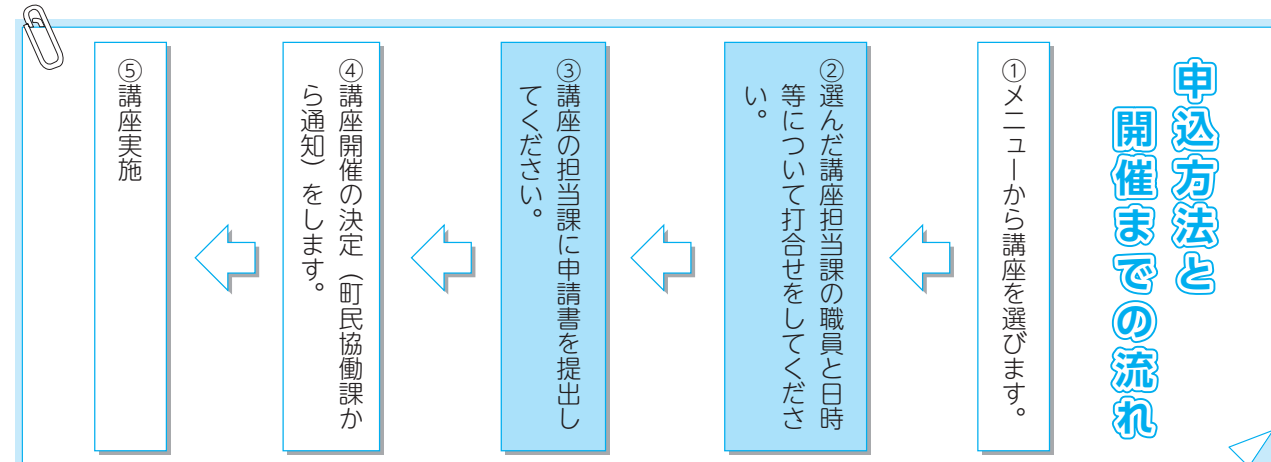 申込方法と
開催までの流れ
①メニューから講座を選びます。
②選んだ講座担当課の職員と日時
等について打合せをしてくださ
い。
③講座の担当課に申請書を提出し
てください。
④講座開催の決定（町民協働課か
ら通知）をします。
⑤講座実施